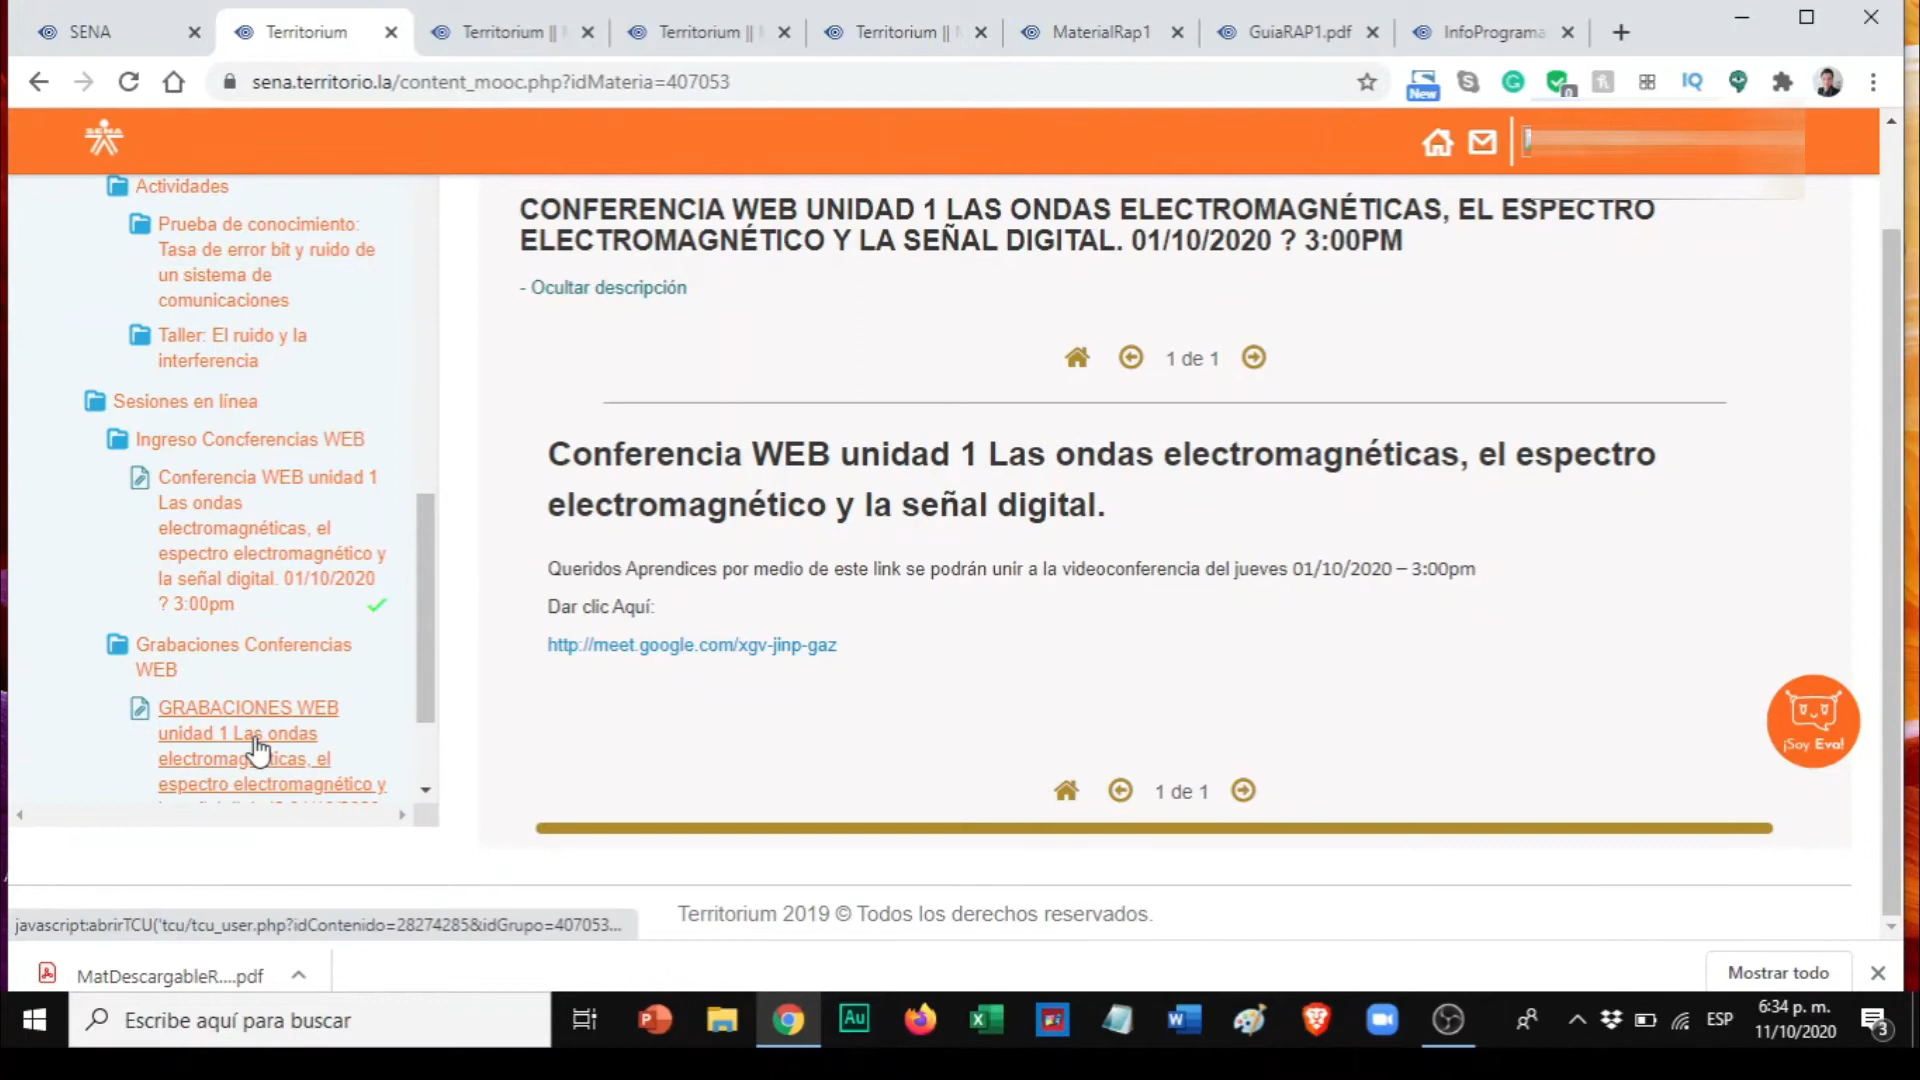 SENA
Territorium
Territorium ||
Territorium ||
Territorium ||
MaterialRap1
GuiaRAP1.pdf
InfoPrograma
sena.territorio.la/content_mooc.php?idMateria=407053
New
0
IQ
SENA
Actividades
Prueba de conocimiento:
Tasa de error bit y ruido de
un sistema de
comunicaciones
Taller: El ruido y la
interferencia
Sesiones en línea
Ingreso Concferencias WEB
Conferencia WEB unidad 1
Las ondas
electromagnéticas, el
espectro electromagnético y
la señal digital. 01/10/2020
? 3:00pm
Grabaciones Conferencias
WEB
GRABACIONES WEB
unidad 1 Las ondas
el
espectro electromagnético y
CONFERENCIA WEB UNIDAD 1 LAS ONDAS ELECTROMAGNÉTICAS, EL ESPECTRO
ELECTROMAGNÉTICO Y LA SEÑAL DIGITAL. 01/10/2020 ? 3:00PM
- Ocultar descripción
1 de 1
Conferencia WEB unidad 1 Las ondas electromagnéticas, el espectro
electromagnético y la señal digital.
Queridos Aprendices por medio de este link se podrán unir a la videoconferencia del jueves 01/10/2020 – 3:00pm
Dar clic Aquí:
http://meet.google.com/xgv-jinp-gaz
¡Soy Eva!
1 de 1
Territorium 2019 © Todos los derechos reservados.
javascript:abrirTCU('tcu/tcu_user.php?idContenido=28274285&idGrupo=407053...
MatDescargableR....pdf
Mostrar todo
Escribe aquí para buscar
Au
ESP
6:34 p. m.
11/10/2020
3